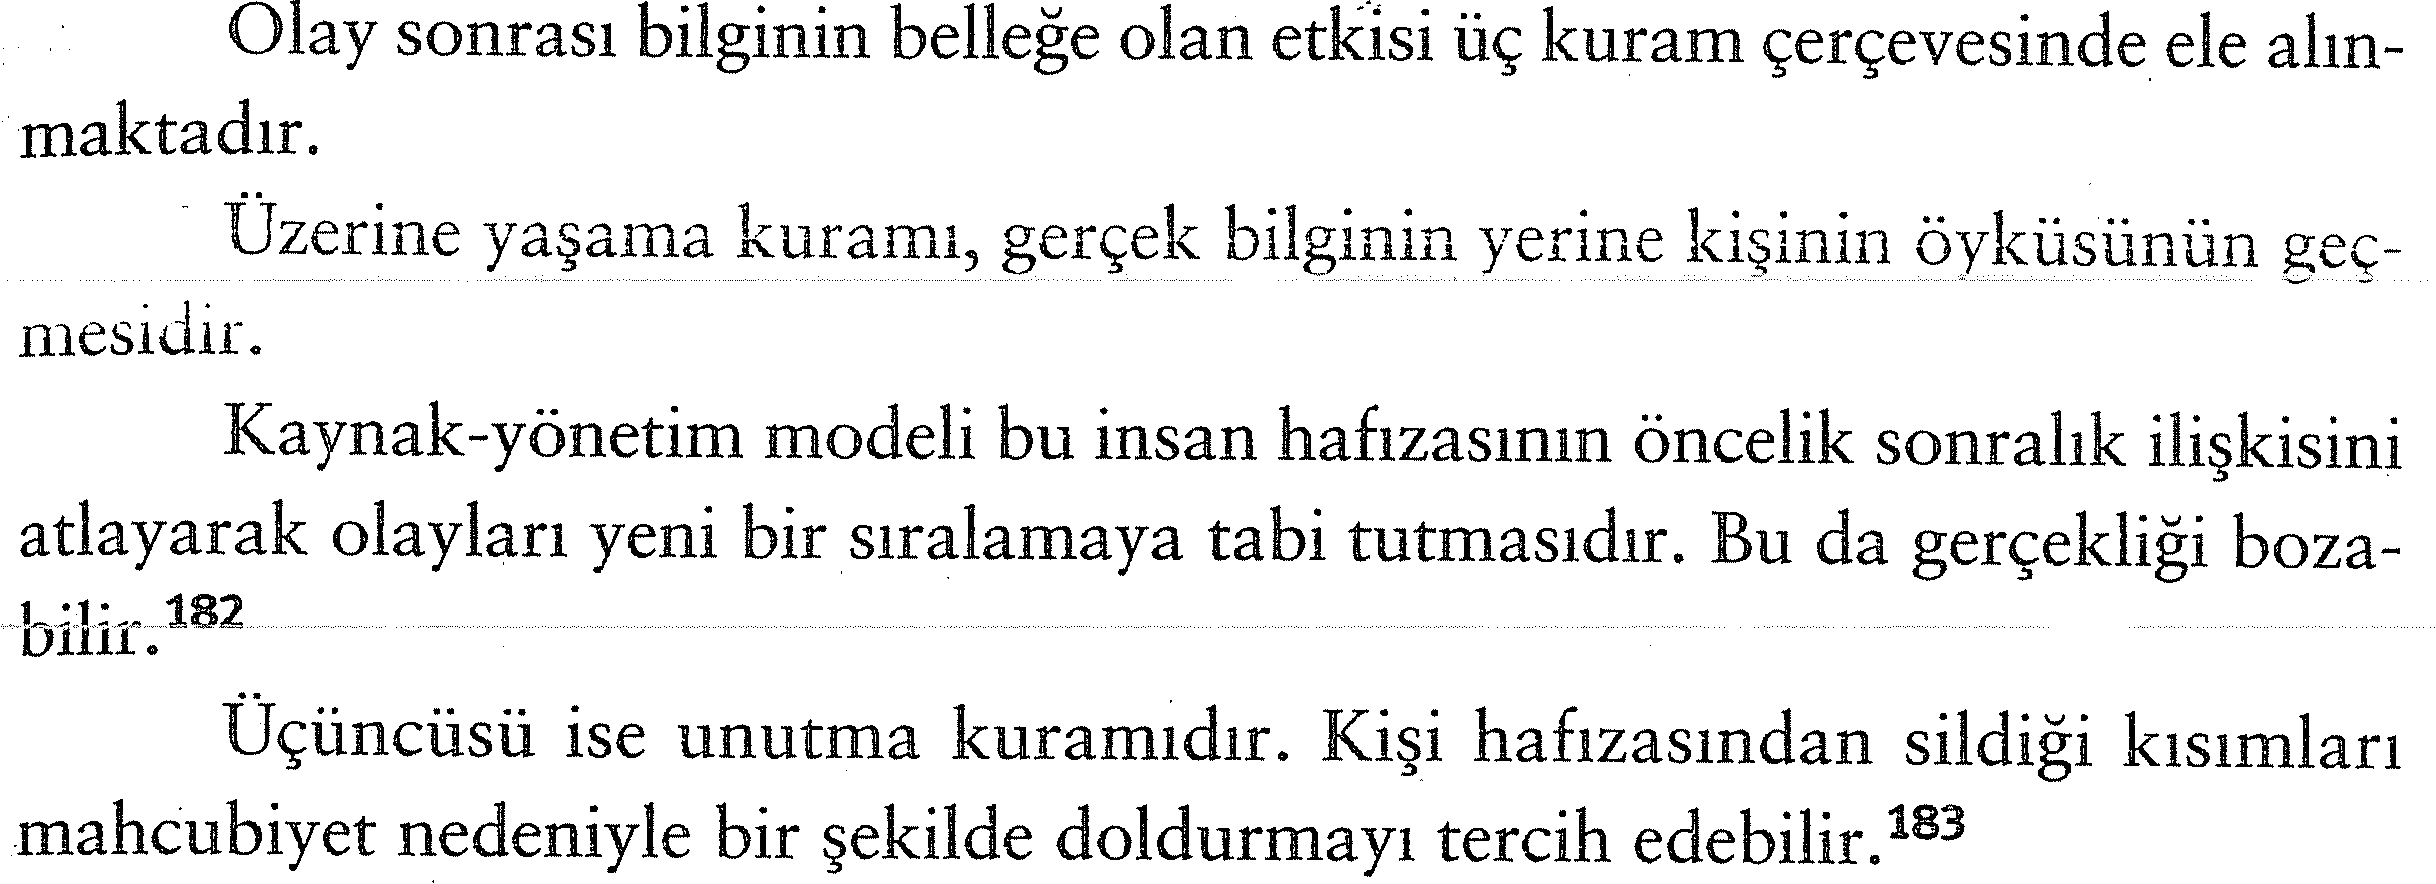 Olay sonrası bilginin belleğe olan etkisi üç kuram çerçevesinde ele alın-
maktadır.
Üzerine yaşama kuramı, gerçek bilginin yerine kişinin öyküsünün geç-
mesidir.
Kaynak-yönetim modeli bu insan hafızasının öncelik sonralık ilişkisini
atlayarak olayları yeni bir sıralamaya tabi tutmasıdır. Bu da gerçekliği boza-
bilir.182
Üçüncüsü ise unutma kuramıdır. Kişi hafızasından sildiği kısımları
mahcubiyet nedeniyle bir şekilde doldurmayı tercih edebilir.183